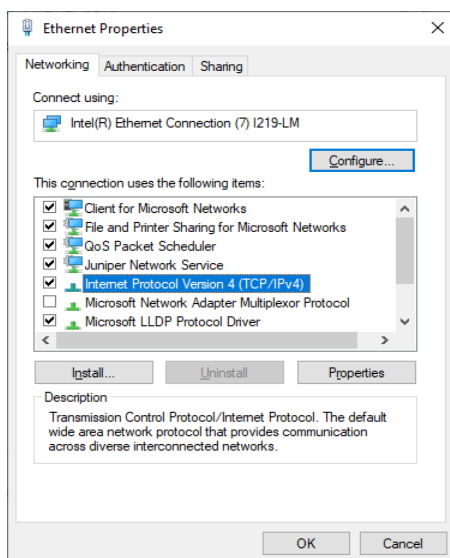 Ethernet Properties
Networking Authentication Sharing
Connect using:
Intel(R) Ethernet Connection (7) I219-LM
Configure...
This connection uses the following items:
Client for Microsoft Networks
File and Printer Sharing for Microsoft Networks
QoS Packet Scheduler
Juniper Network Service
Internet Protocol Version 4 (TCP/IPv4)
Microsoft Network Adapter Multiplexor Protocol
Microsoft LLDP Protocol Driver
Install... Uninstall Properties
Description
Transmission Control Protocol/Internet Protocol. The default
wide area network protocol that provides communication
across diverse interconnected networks.
OK Cancel